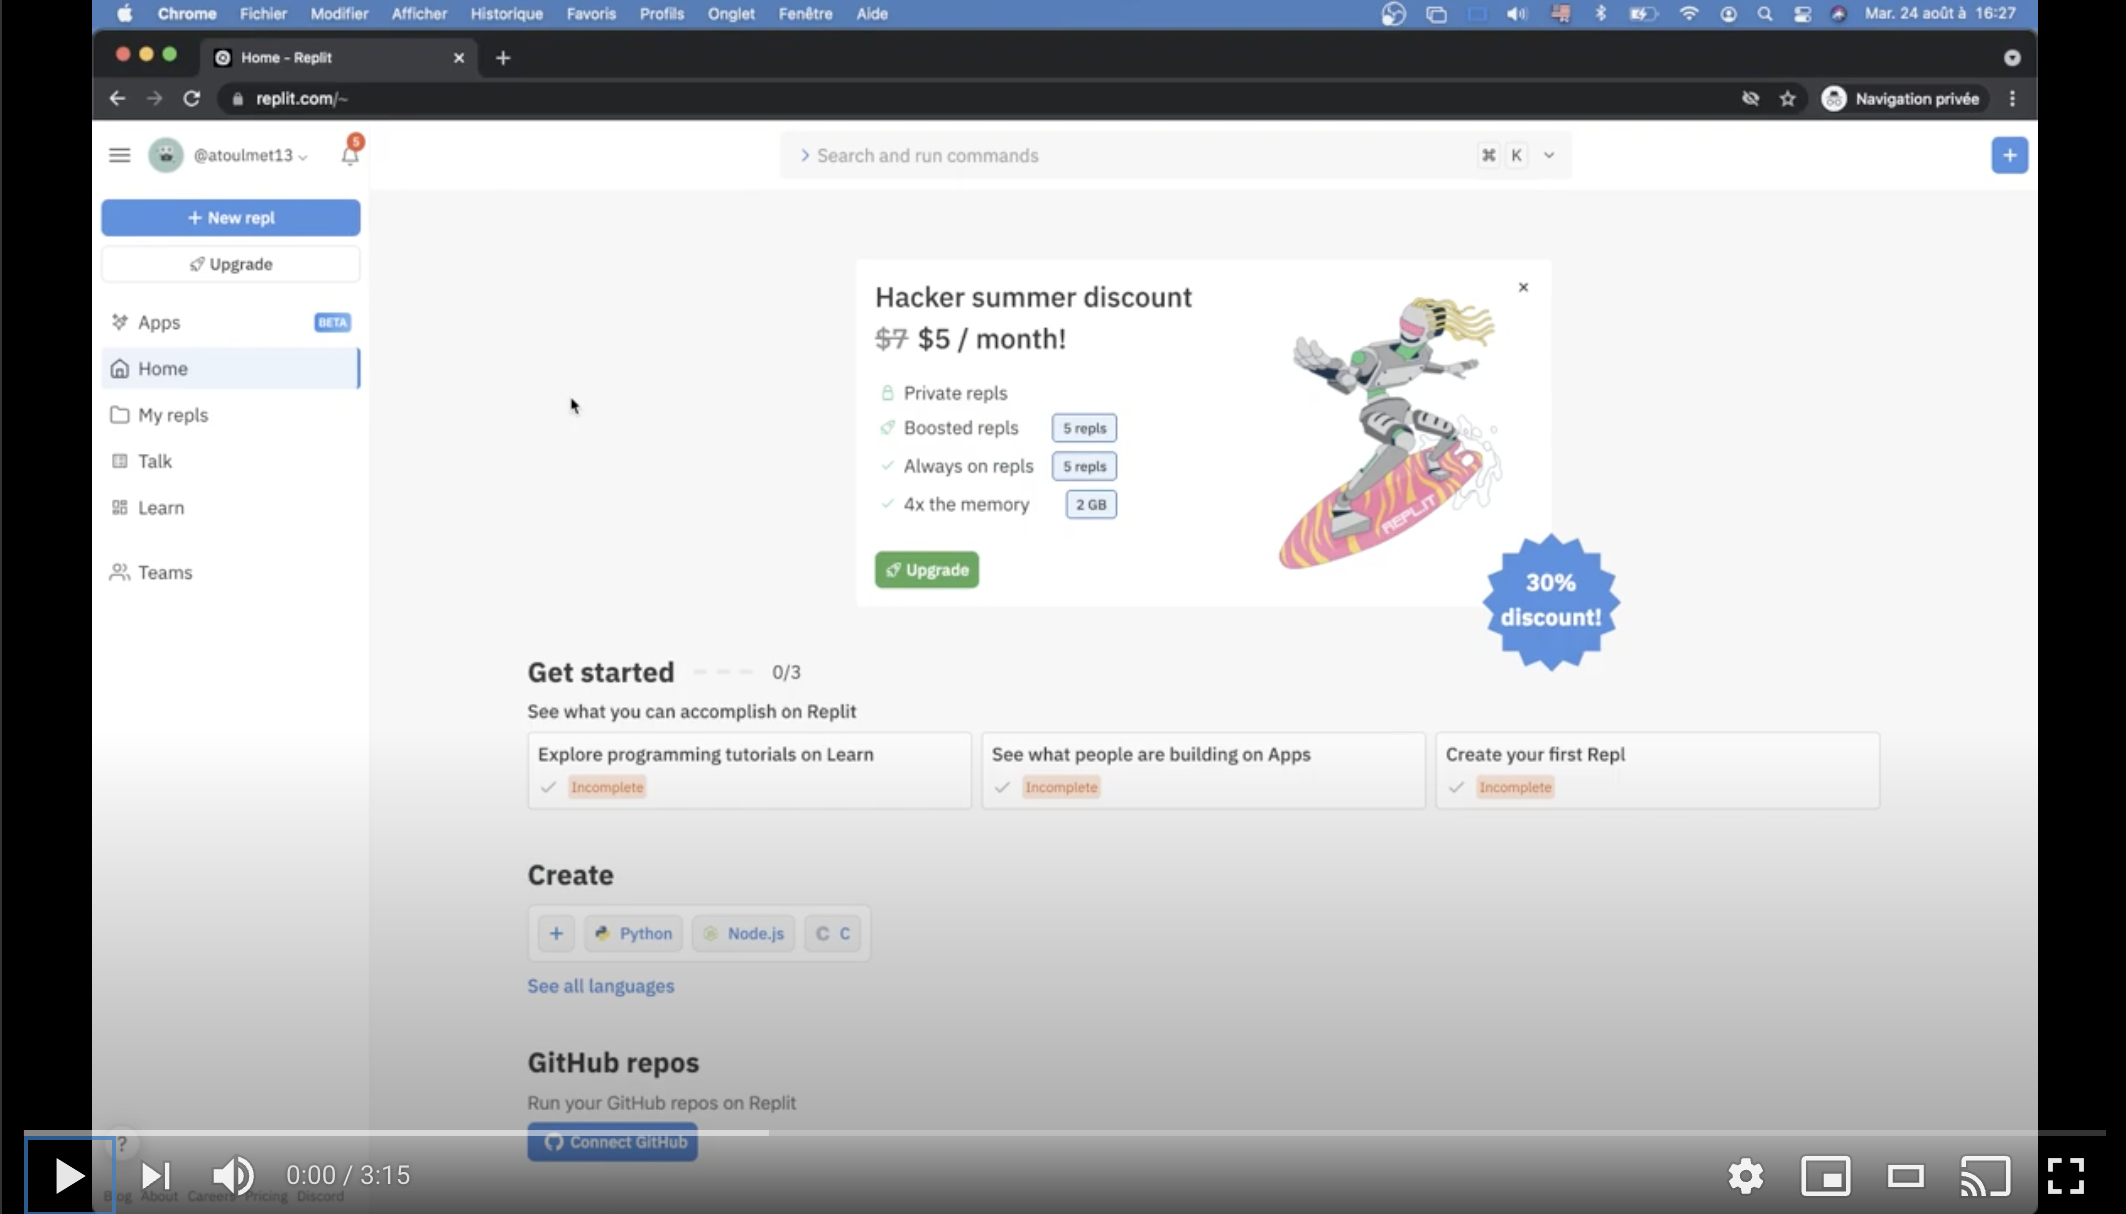 Chrome Fichier Modifier Afficher Historique Favoris Profils Onglet Fenêtre Aide Mar. 24 août à 16:27
Home - Replit
replit.com/~ Navigation privée
@atoulmet13 5
> Search and run commands ⌘ K
+ New repl
Upgrade
Apps BETA
Home
My repls
Talk
Learn
Teams
Hacker summer discount
$7 $5 / month!
Private repls
Boosted repls 5 repls
Always on repls 5 repls
4x the memory 2 GB
Upgrade
REPLIT
30%
discount!
Get started 0/3
See what you can accomplish on Replit
Explore programming tutorials on Learn
Incomplete
See what people are building on Apps
Incomplete
Create your first Repl
Incomplete
Create
+ Python Node.js C C
See all languages
GitHub repos
Run your GitHub repos on Replit
Connect GitHub
?
0:00 / 3:15
Blog About Careers Pricing Discord